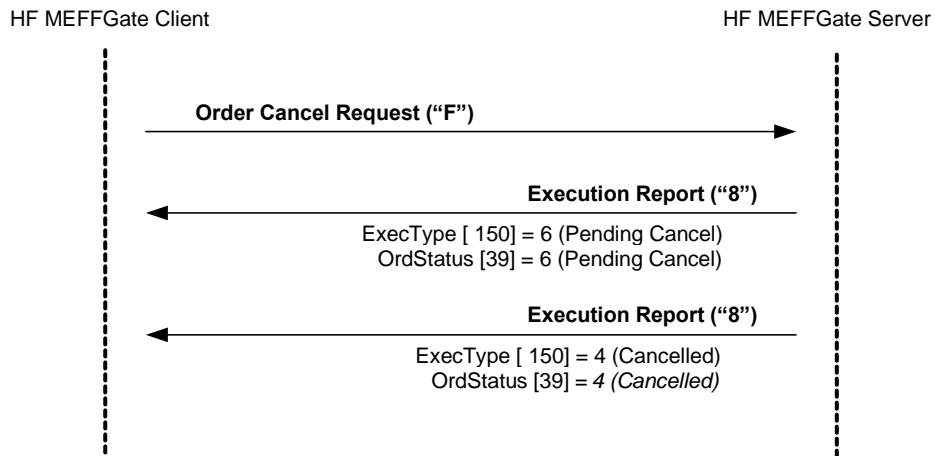 HF MEFFGate Client
HF MEFFGate Server
Order Cancel Request (“F”)
Execution Report (“8”)
ExecType [ 150] = 6 (Pending Cancel)
OrdStatus [39] = 6 (Pending Cancel)
Execution Report (“8”)
ExecType [ 150] = 4 (Cancelled)
OrdStatus [39] = 4 (Cancelled)